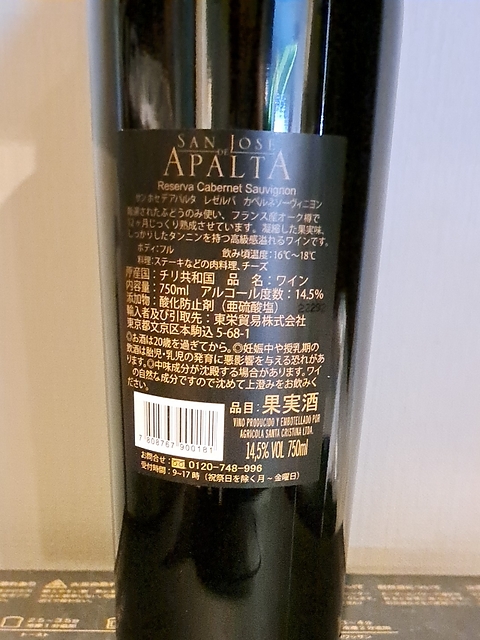 SAN JOSE
DE
APALTA
Reserva Cabernet Sauvignon
サン ホセ デ アパルタ レゼルバ カベルネ・ソーヴィニヨン
されたぶどうのみ使い、フランス産オーク樽で
12ヶ月じっくり熟成させています。凝縮した果実味、
しっかりしたタンニンを持つ高級感溢れるワインです。
ボディ:フル 飲み頃温度:16℃〜18℃
料理:ステーキなどの肉料理、チーズ
原産国:チリ共和国 品 名:ワイン
内容量:750ml アルコール度数:14.5%
添加物:酸化防止剤(亜硫酸塩)
輸入者及び引取先:東栄貿易株式会社
東京都文京区本駒込 5-68-1
◎お酒は20歳を過ぎてから。◎妊娠中や授乳期の
飲酒は胎児・乳児の発育に悪影響を与える恐れがあ
ります。◎中味成分が沈殿する場合があります。ワイ
ンの自然な成分ですので沈めて上澄みをお飲みく
ださい。
品目:果実酒
VINO PRODUCIDO Y EMBOTELLADO POR
AGRICOLA SANTA CRISTINA LTDA.
14,5% VOL 750ml
7 808767 900181
お問合せ: 0120-748-996
受付時間:9〜17時(祝祭日を除く月〜金曜日)